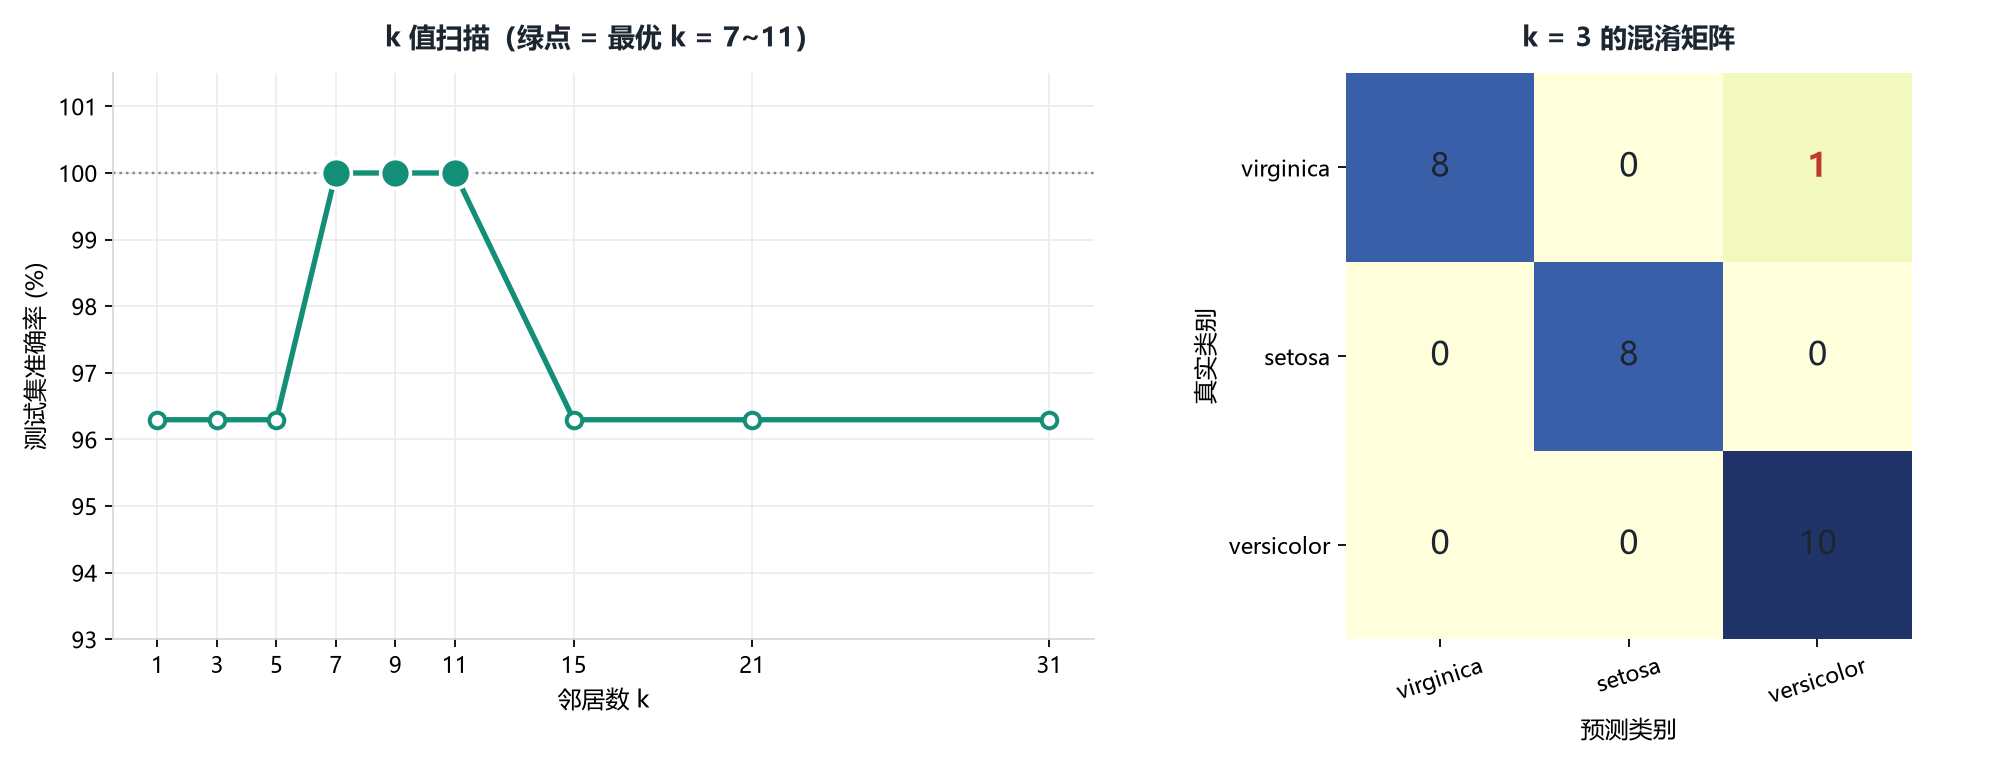 k 值扫描（绿点 = 最优 k = 7~11）
测试集准确率 (%)
101
100
99
98
97
96
95
94
93
1 3 5 7 9 11 15 21 31
邻居数 k
k = 3 的混淆矩阵
真实类别
virginica 8 0 1
setosa 0 8 0
versicolor 0 0 10
virginica setosa versicolor
预测类别